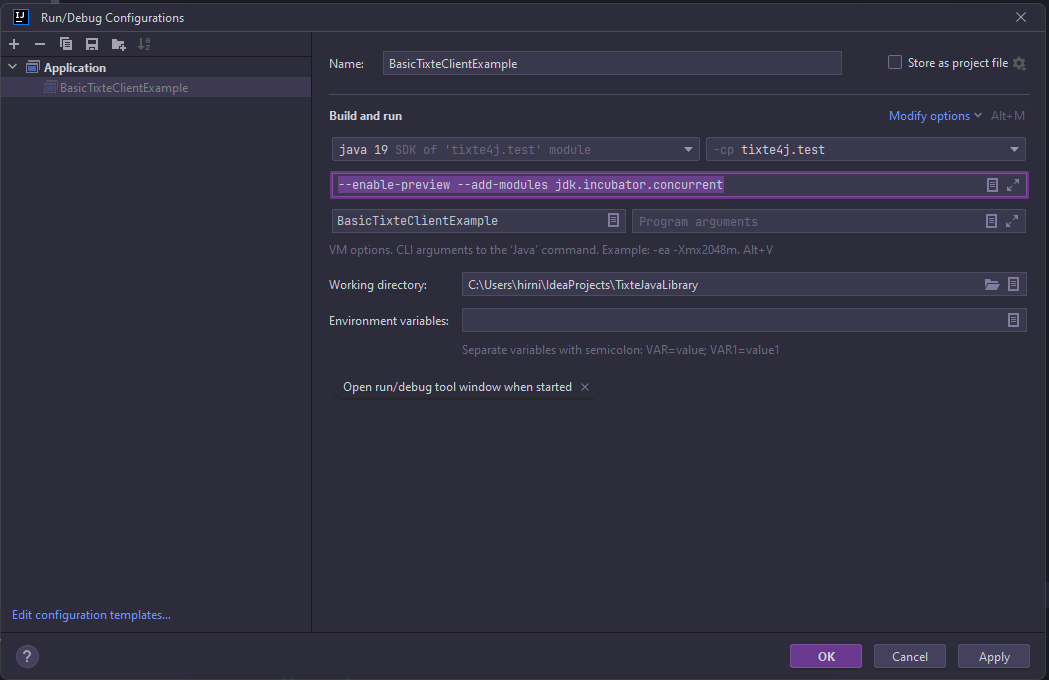 Run/Debug Configurations
Application
BasicTixteClientExample
Edit configuration templates...
Name: BasicTixteClientExample Store as project file
Build and run Modify options Alt+M
java 19 SDK of 'tixte4j.test' module -cp tixte4j.test
--enable-preview --add-modules jdk.incubator.concurrent
BasicTixteClientExample Program arguments
VM options. CLI arguments to the 'Java' command. Example: -ea -Xmx2048m. Alt+V
Working directory: C:\Users\hirni\IdeaProjects\TixteJavaLibrary
Environment variables:
Separate variables with semicolon: VAR=value; VAR1=value1
Open run/debug tool window when started
? OK Cancel Apply